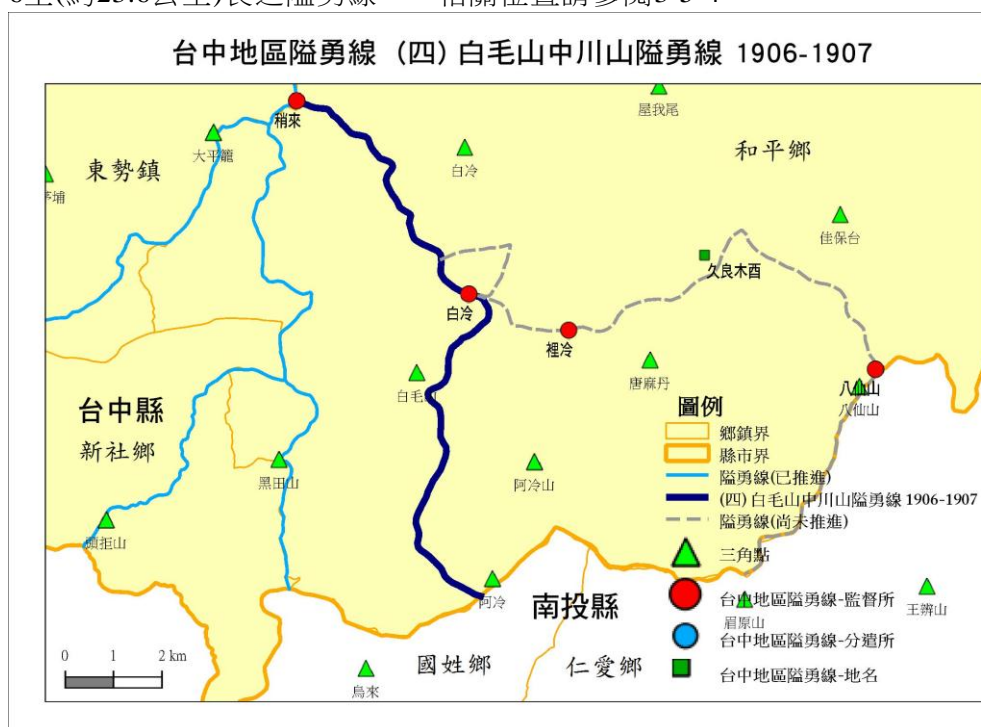 台中地區隘勇線 (四) 白毛山中川山隘勇線 1906-1907
稍來
屋我尾
大平龍
白冷
和平鄉
東勢鎮
茅埔
佳保台
久良木酉
白冷
裡冷
白毛山
唐麻丹
八仙山
八仙山
台中縣
新社鄉
黑田山
阿冷山
頭拒山
阿冷
南投縣
國姓鄉
仁愛鄉
烏來
眉原山
王辨山
圖例
鄉鎮界
縣市界
隘勇線(已推進)
(四) 白毛山中川山隘勇線 1906-1907
隘勇線(尚未推進)
三角點
台中地區隘勇線-監督所
台中地區隘勇線-分遣所
台中地區隘勇線-地名
0 1 2 km